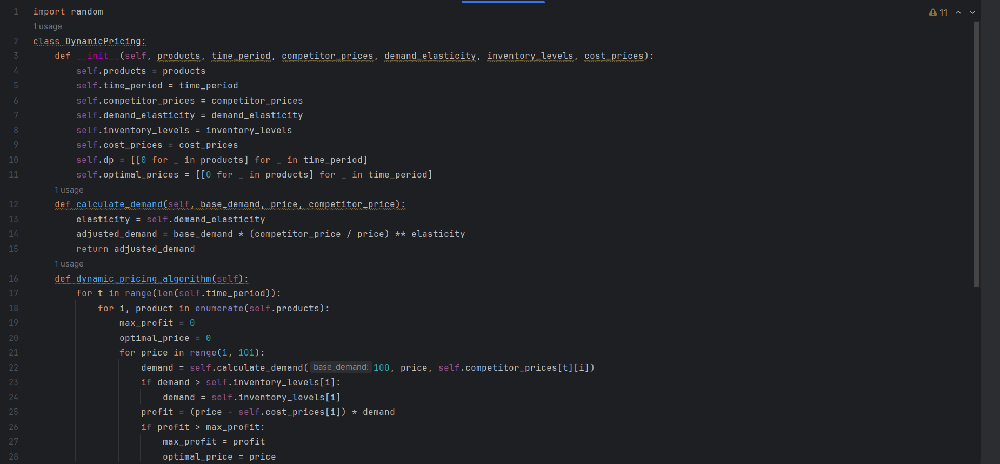 11
1 import random
1 usage
2 class DynamicPricing:
3     def __init__(self, products, time_period, competitor_prices, demand_elasticity, inventory_levels, cost_prices):
4         self.products = products
5         self.time_period = time_period
6         self.competitor_prices = competitor_prices
7         self.demand_elasticity = demand_elasticity
8         self.inventory_levels = inventory_levels
9         self.cost_prices = cost_prices
10         self.dp = [[0 for _ in products] for _ in time_period]
11         self.optimal_prices = [[0 for _ in products] for _ in time_period]
1 usage
12     def calculate_demand(self, base_demand, price, competitor_price):
13         elasticity = self.demand_elasticity
14         adjusted_demand = base_demand * (competitor_price / price) ** elasticity
15         return adjusted_demand
1 usage
16     def dynamic_pricing_algorithm(self):
17         for t in range(len(self.time_period)):
18             for i, product in enumerate(self.products):
19                 max_profit = 0
20                 optimal_price = 0
21                 for price in range(1, 101):
22                     demand = self.calculate_demand( base_demand: 100, price, self.competitor_prices[t][i])
23                     if demand > self.inventory_levels[i]:
24                         demand = self.inventory_levels[i]
25                     profit = (price - self.cost_prices[i]) * demand
26                     if profit > max_profit:
27                         max_profit = profit
28                         optimal_price = price